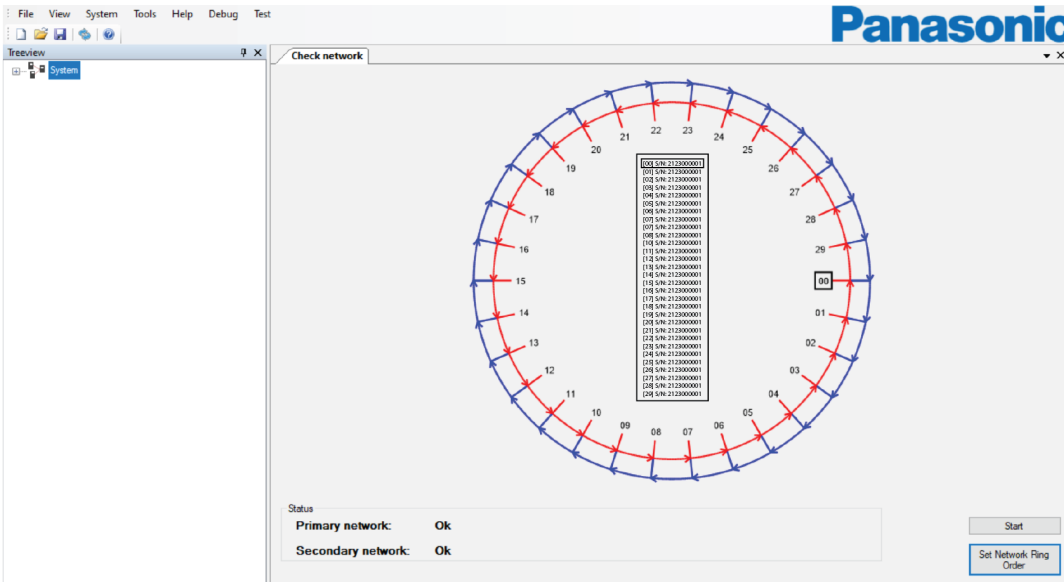 File View System Tools Help Debug Test
Panasonic
Treeview
System
Check network
22 23
21 24
20 25
19 26
18 27
17 28
16 29
15 00
14 01
13 02
12 03
11 04
10 05
09 06
08 07
[00] S/N: 2123000001
[01] S/N: 2123000001
[02] S/N: 2123000001
[03] S/N: 2123000001
[04] S/N: 2123000001
[05] S/N: 2123000001
[06] S/N: 2123000001
[07] S/N: 2123000001
[07] S/N: 2123000001
[08] S/N: 2123000001
[10] S/N: 2123000001
[11] S/N: 2123000001
[12] S/N: 2123000001
[13] S/N: 2123000001
[14] S/N: 2123000001
[15] S/N: 2123000001
[16] S/N: 2123000001
[17] S/N: 2123000001
[18] S/N: 2123000001
[19] S/N: 2123000001
[20] S/N: 2123000001
[21] S/N: 2123000001
[22] S/N: 2123000001
[23] S/N: 2123000001
[24] S/N: 2123000001
[25] S/N: 2123000001
[26] S/N: 2123000001
[27] S/N: 2123000001
[28] S/N: 2123000001
[29] S/N: 2123000001
Status
Primary network: Ok
Secondary network: Ok
Start
Set Network Ring
Order